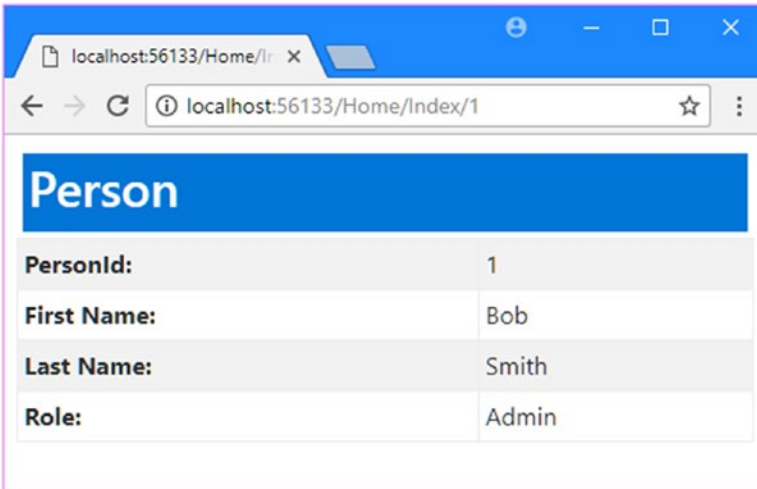 localhost:56133/Home/In
localhost:56133/Home/Index/1
Person
PersonId: 1
First Name: Bob
Last Name: Smith
Role: Admin